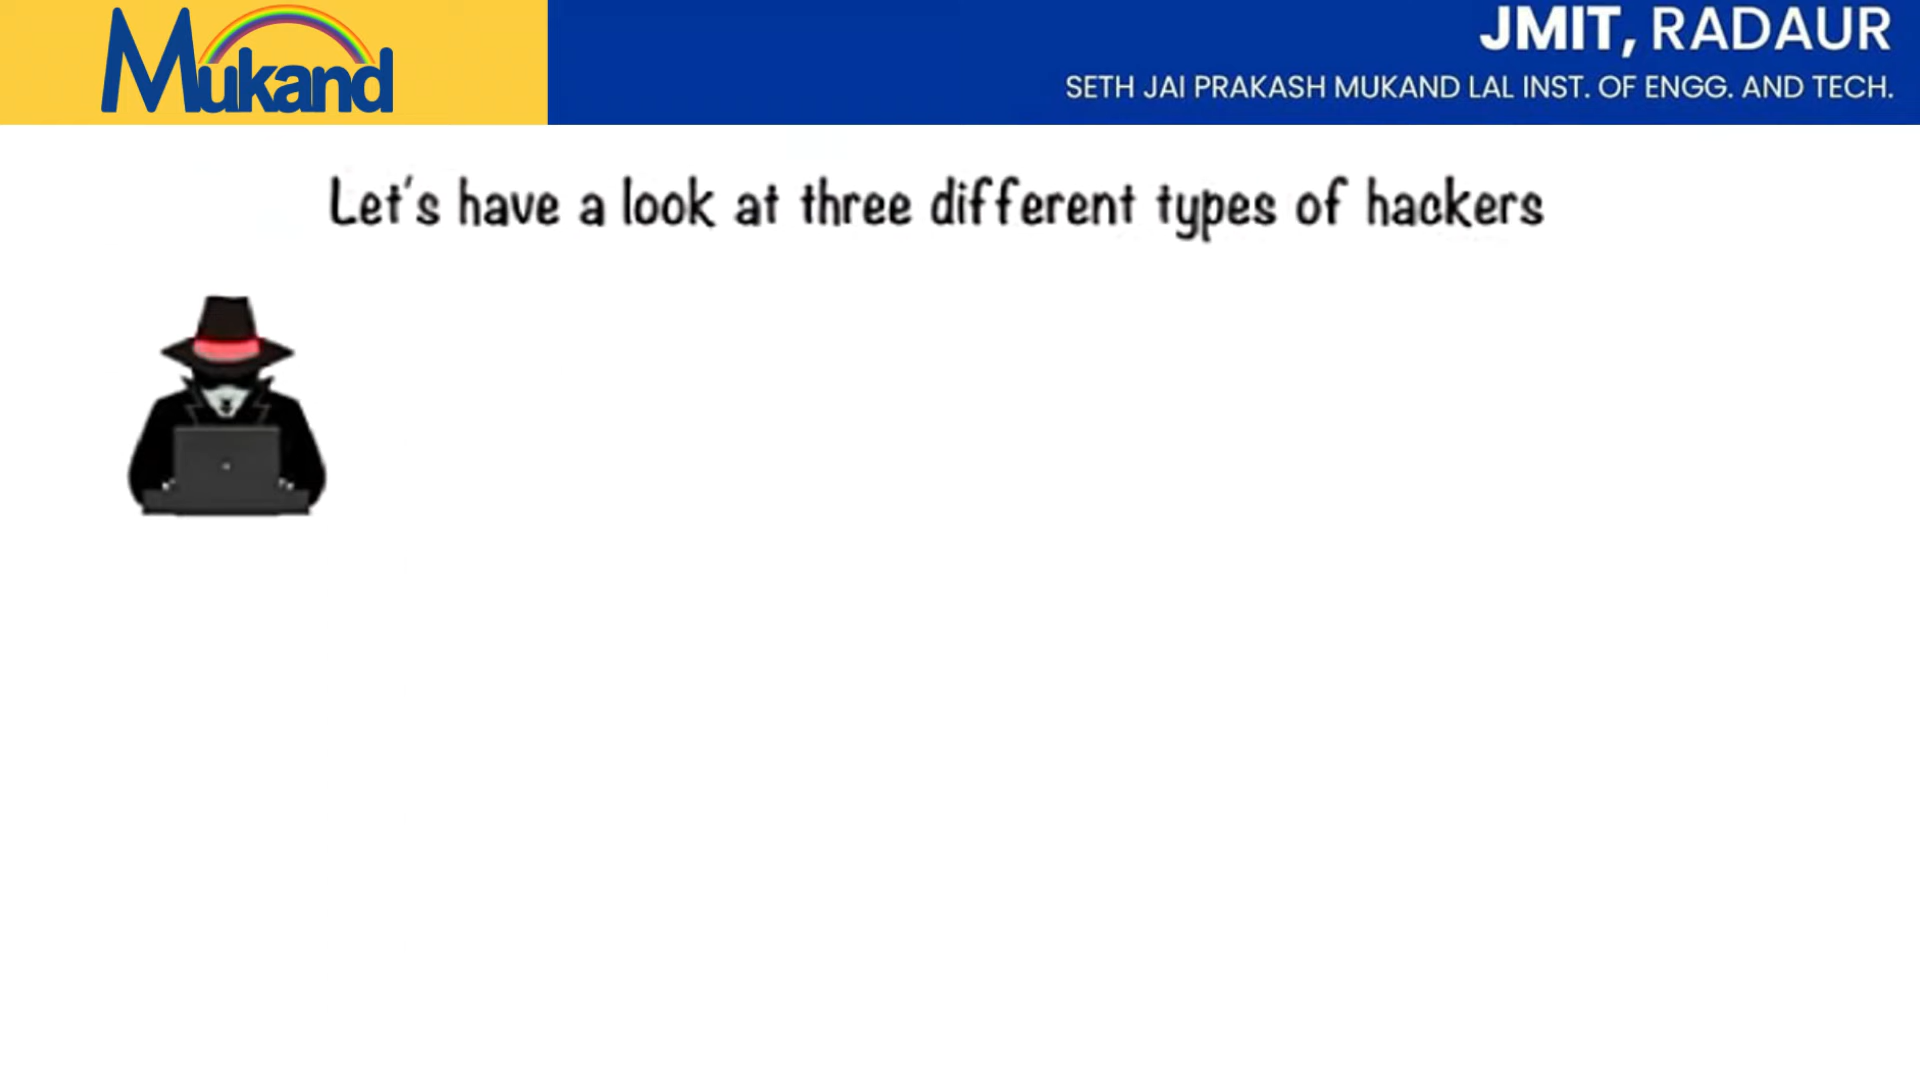 Mukand
JMIT, RADAUR
SETH JAI PRAKASH MUKAND LAL INST. OF ENGG. AND TECH.
Let's have a look at three different types of hackers